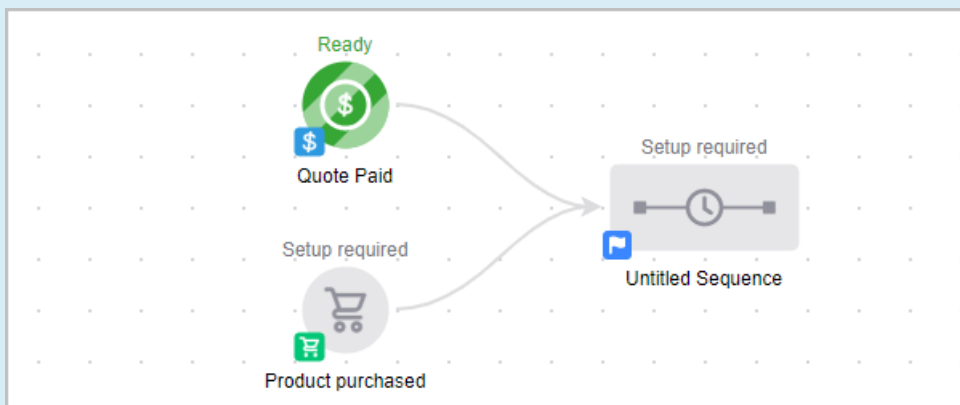 Ready
$
$
Quote Paid
Setup required
Untitled Sequence
Setup required
Product purchased